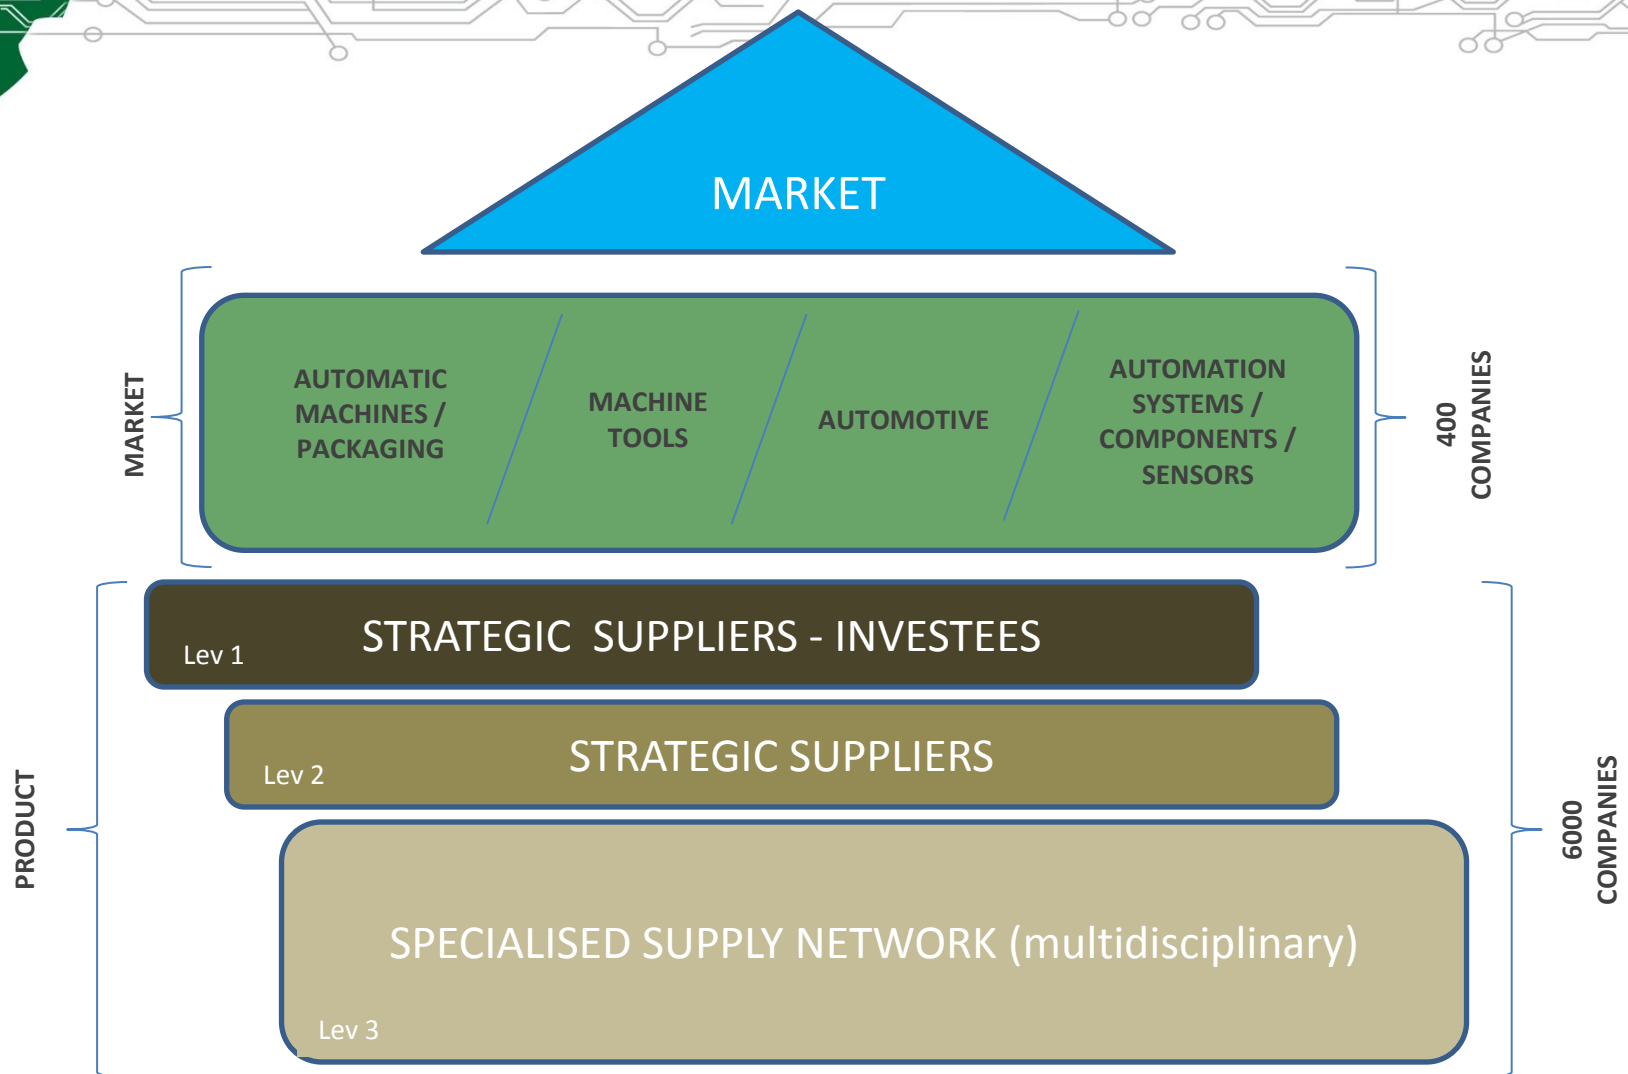 MARKET
MARKET
AUTOMATIC
MACHINES /
PACKAGING
MACHINE
TOOLS
AUTOMOTIVE
AUTOMATION
SYSTEMS /
COMPONENTS /
SENSORS
400
COMPANIES
PRODUCT
Lev 1
STRATEGIC  SUPPLIERS - INVESTEES
Lev 2
STRATEGIC SUPPLIERS
SPECIALISED SUPPLY NETWORK (multidisciplinary)
Lev 3
6000
COMPANIES